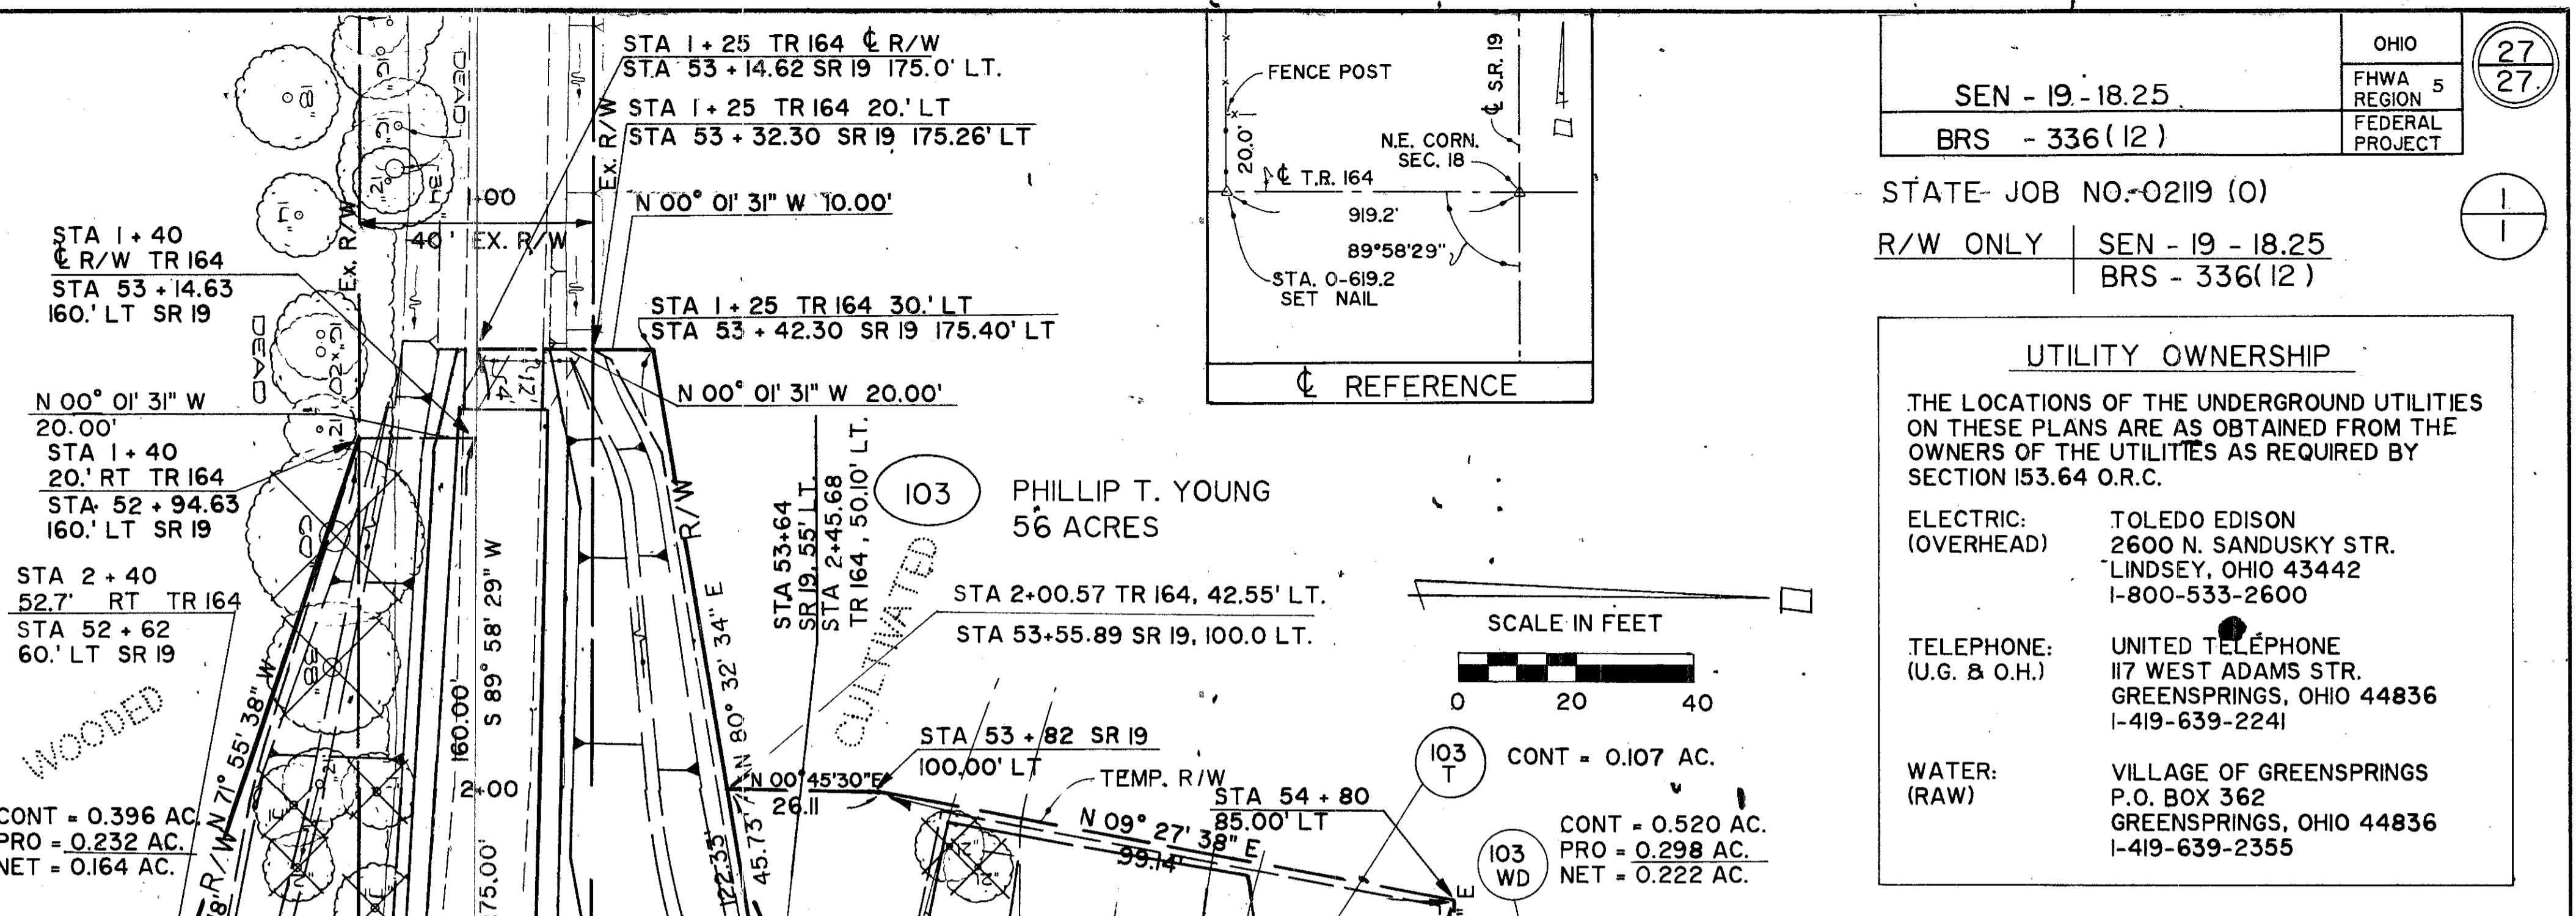 STA 1 + 25 TR 164 ℄ R/W
STA 53 + 14.62 SR 19 175.0' LT.
STA 1 + 25 TR 164 20.' LT
STA 53 + 32.30 SR 19 175.26' LT
N 00° 01' 31" W 10.00'
STA 1 + 25 TR 164 30.' LT
STA 53 + 42.30 SR 19 175.40' LT
N 00° 01' 31" W 20.00'
18"
16"
DEAD
16"
12"
34"
14"
Ex. R/W
Ex. R/W
1+00
40' EX. R/W
STA 1 + 40
℄ R/W TR 164
STA 53 + 14.63
160.' LT SR 19
DEAD
N 00° 01' 31" W
20.00'
STA 1 + 40
20.' RT TR 164
STA. 52 + 94.63
160.' LT SR 19
STA 2 + 40
52.7' RT TR 164
STA 52 + 62
60.' LT SR 19
WOODED
CONT = 0.396 AC.
PRO = 0.232 AC.
NET = 0.164 AC.
12"
60"
38"
N 71° 55' 38" W
R/W
160.00'
S 89° 58' 29" W
2+00
175.00'
12'
R/W
N 80° 32' 34" E
122.33'
45.73'
STA 53+64
SR 19, 55' LT.
STA 2+45.68
TR 164, 50.10' LT.
CULTIVATED
103
PHILLIP T. YOUNG
56 ACRES
STA 2+00.57 TR 164, 42.55' LT.
STA 53+55.89 SR 19, 100.0 LT.
STA 53 + 82 SR 19
100.00' LT
N 00° 45' 30" E
26.11
TEMP. R/W
N 09° 27' 38" E
99.14'
STA 54 + 80
85.00' LT
E
FENCE POST
20.0'
℄ T.R. 164
℄ S.R. 19
N.E. CORN.
SEC. 18
919.2'
89°58'29"
STA. 0-619.2
SET NAIL
℄ REFERENCE
SCALE IN FEET
0 20 40
103
T
CONT = 0.107 AC.
103
WD
CONT = 0.520 AC.
PRO = 0.298 AC.
NET = 0.222 AC.
SEN - 19 - 18.25
BRS - 336(12)
OHIO
FHWA
REGION 5
FEDERAL
PROJECT
27
27
STATE JOB NO. 02119 (0)
R/W ONLY SEN - 19 - 18.25
BRS - 336(12)
1
1
UTILITY OWNERSHIP
THE LOCATIONS OF THE UNDERGROUND UTILITIES
ON THESE PLANS ARE AS OBTAINED FROM THE
OWNERS OF THE UTILITIES AS REQUIRED BY
SECTION 153.64 O.R.C.
ELECTRIC: TOLEDO EDISON
(OVERHEAD) 2600 N. SANDUSKY STR.
LINDSEY, OHIO 43442
1-800-533-2600
TELEPHONE: UNITED TELEPHONE
(U.G. & O.H.) 117 WEST ADAMS STR.
GREENSPRINGS, OHIO 44836
1-419-639-2241
WATER: VILLAGE OF GREENSPRINGS
(RAW) P.O. BOX 362
GREENSPRINGS, OHIO 44836
1-419-639-2355